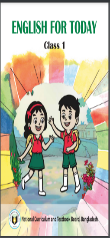 ENGLISH FOR TODAY
Class 1
National Curriculum and Textbook Board, Bangladesh